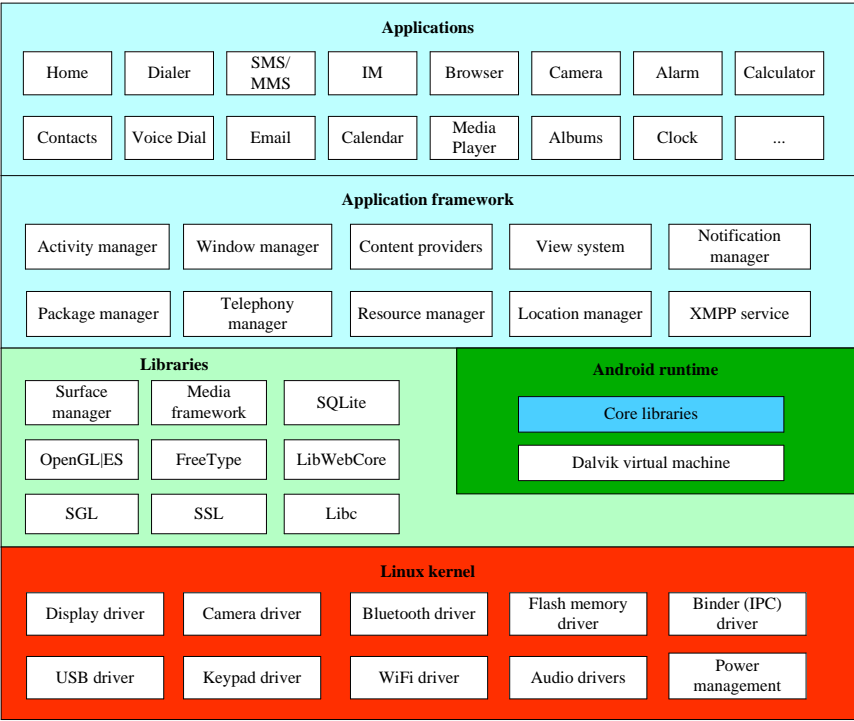 Applications
Home
Dialer
SMS/
MMS
IM
Browser
Camera
Alarm
Calculator
Contacts
Voice Dial
Email
Calendar
Media
Player
Albums
Clock
...
Application framework
Activity manager
Window manager
Content providers
View system
Notification
manager
Package manager
Telephony
manager
Resource manager
Location manager
XMPP service
Libraries
Surface
manager
Media
framework
SQLite
OpenGL|ES
FreeType
LibWebCore
SGL
SSL
Libc
Android runtime
Core libraries
Dalvik virtual machine
Linux kernel
Display driver
Camera driver
Bluetooth driver
Flash memory
driver
Binder (IPC)
driver
USB driver
Keypad driver
WiFi driver
Audio drivers
Power
management